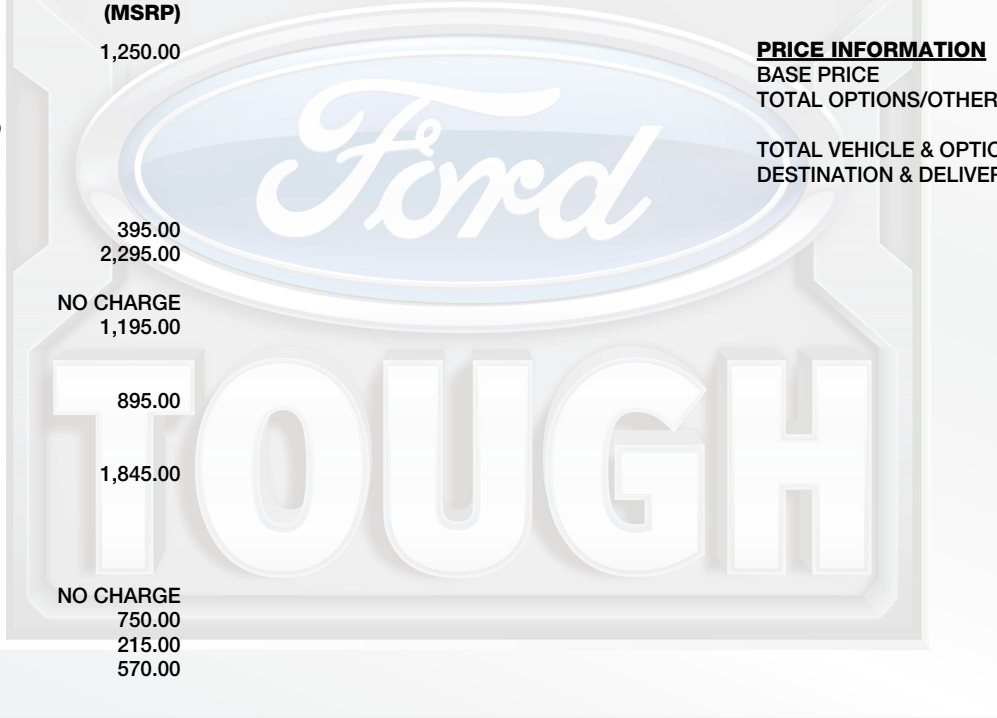 (MSRP)
1,250.00
395.00
2,295.00
NO CHARGE
1,195.00
895.00
1,845.00
NO CHARGE
750.00
215.00
570.00
PRICE INFORMATION
BASE PRICE
TOTAL OPTIONS/OTHER
TOTAL VEHICLE & OPTIO
DESTINATION & DELIVER
Ford
TOUGH